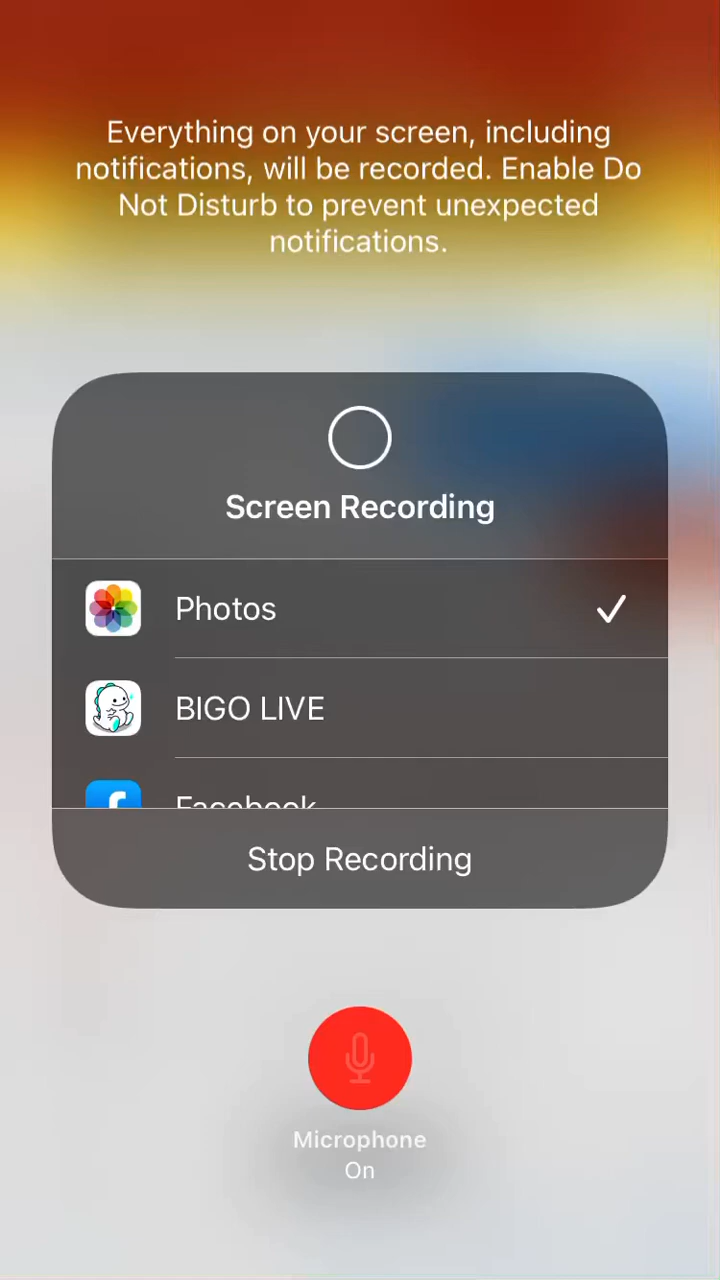 Everything on your screen, including
notifications, will be recorded. Enable Do
Not Disturb to prevent unexpected
notifications.
Screen Recording
Photos
BIGO LIVE
Facebook
Stop Recording
Microphone
On